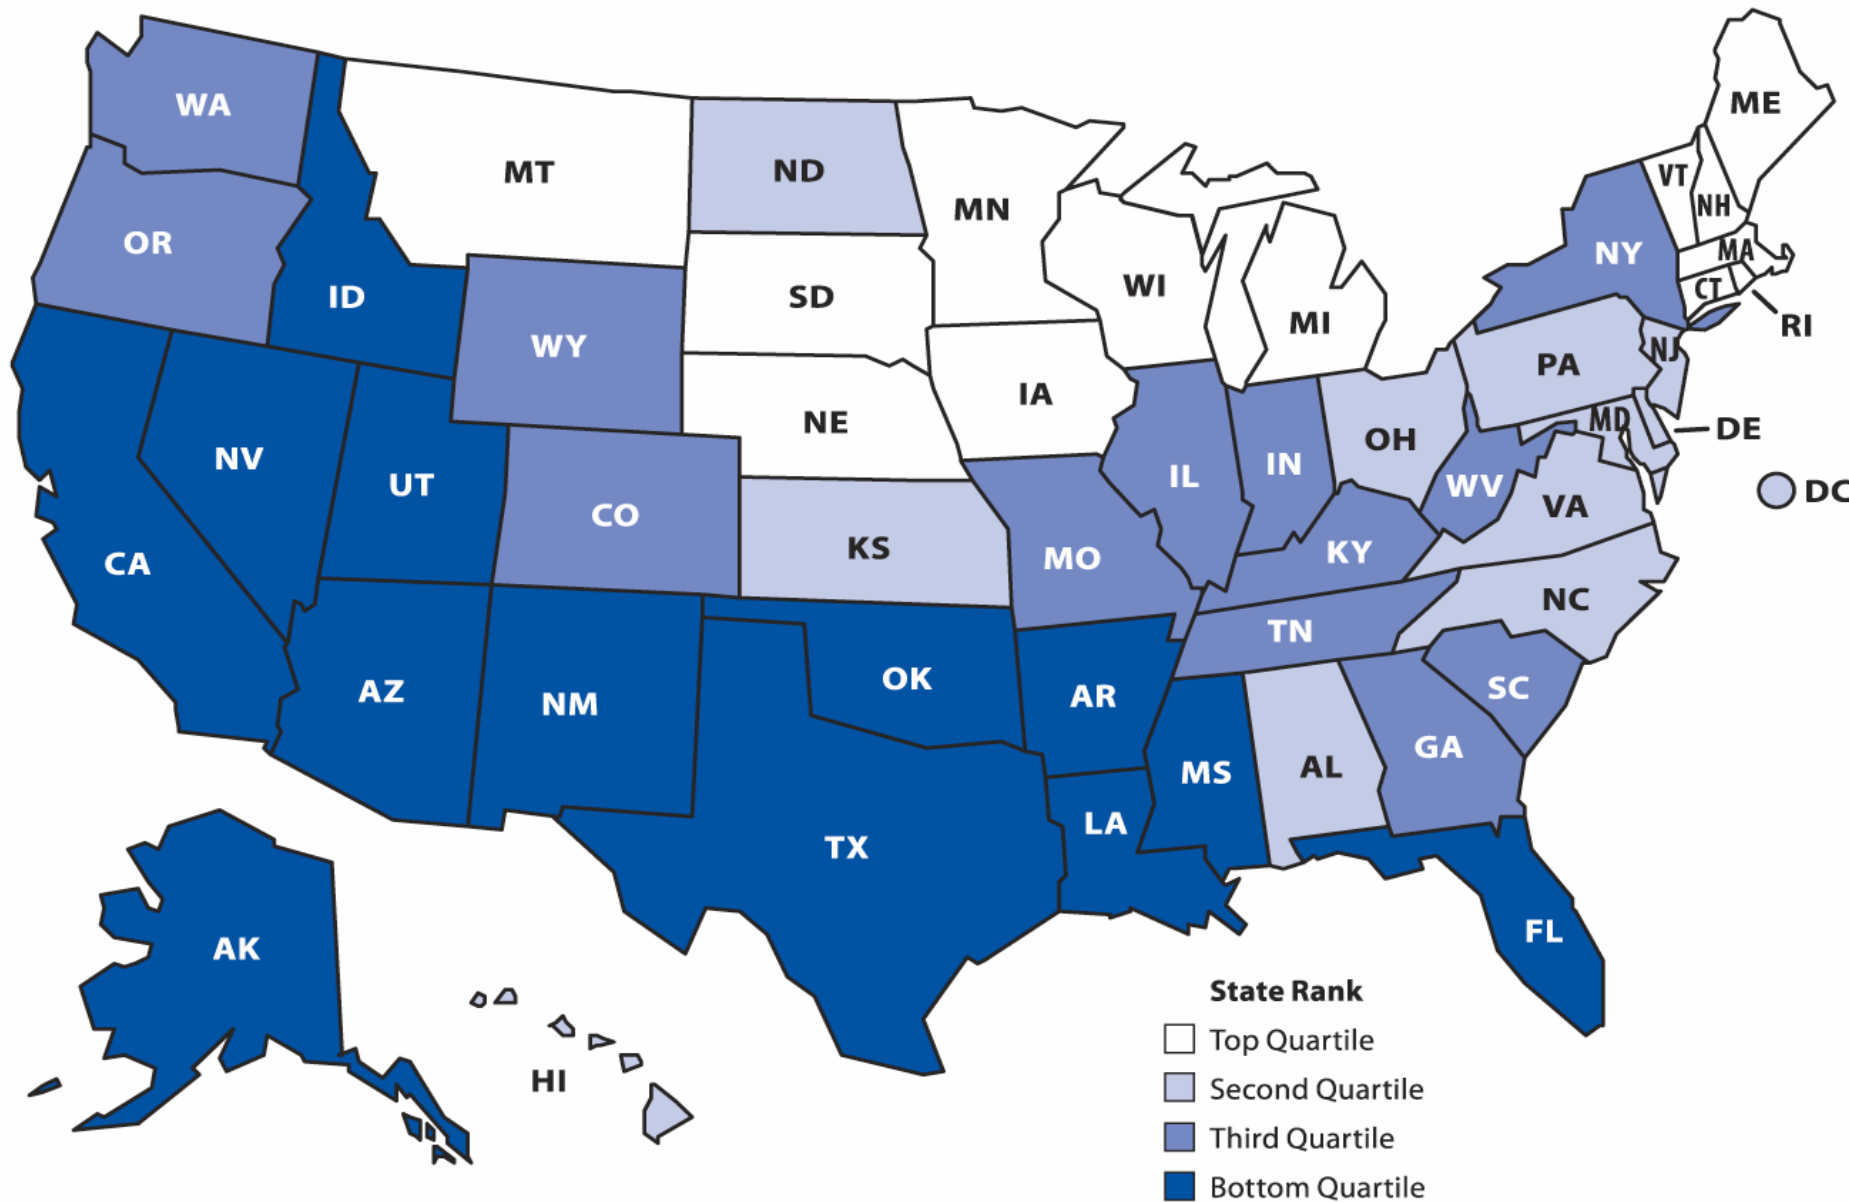 WA
MT
ND
MN
ME
VT
NH
OR
ID
SD
WI
MI
NY
MA
CT
RI
WY
NE
IA
PA
NJ
NV
UT
CO
KS
MO
IL
IN
OH
MD
DE
WV
VA
DC
CA
KY
NC
TN
AZ
NM
OK
AR
MS
AL
GA
SC
TX
LA
FL
AK
HI
State Rank
Top Quartile
Second Quartile
Third Quartile
Bottom Quartile